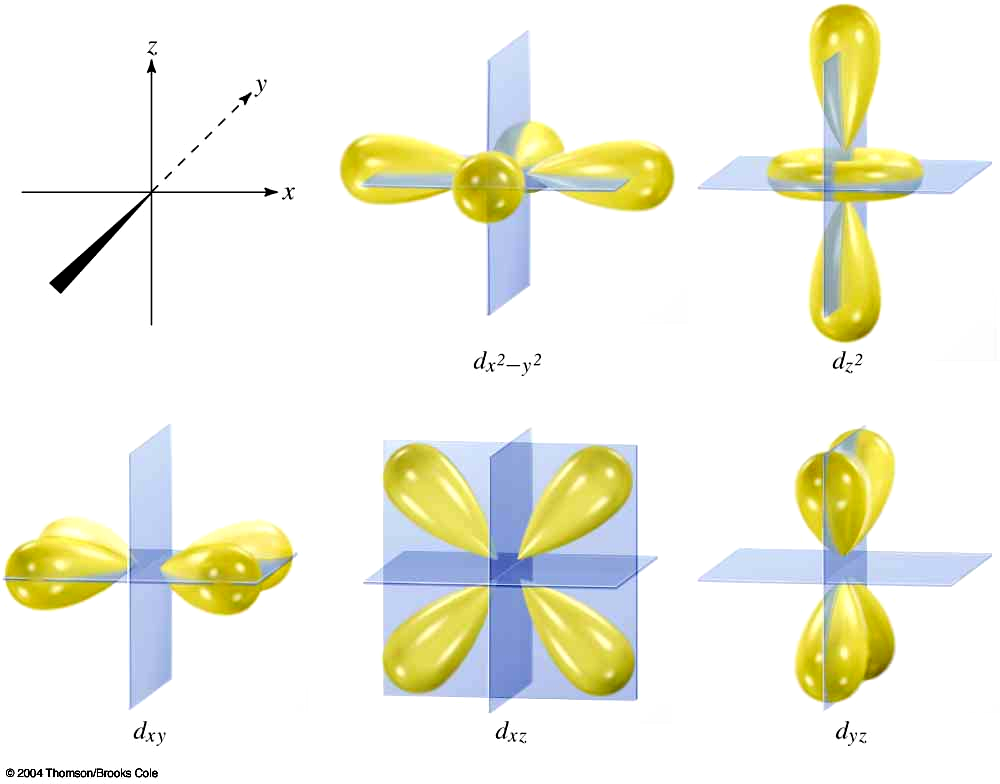 z
y
x
dx²–y²
dz²
dxy
dxz
dyz
© 2004 Thomson/Brooks Cole